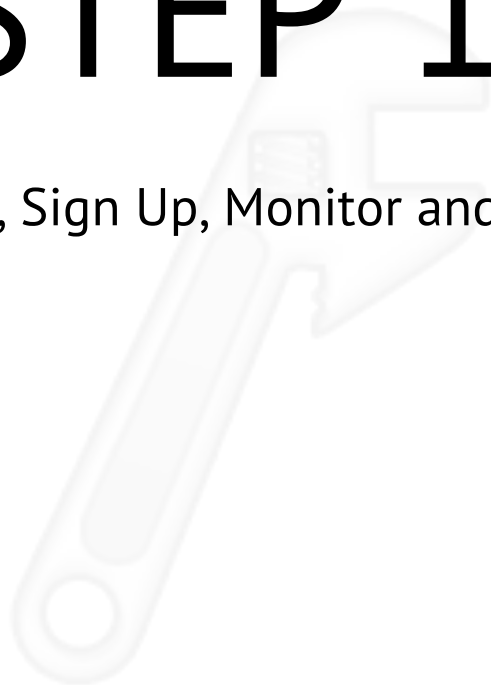 STEP 1
, Sign Up, Monitor and